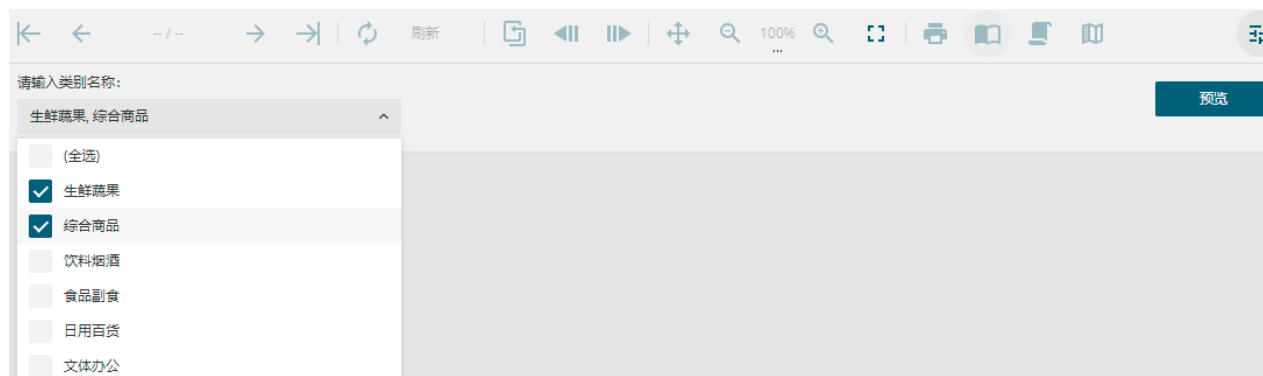 -- / --
刷新
100%
...
请输入类别名称:
生鲜蔬果, 综合商品
预览
(全选)
生鲜蔬果
综合商品
饮料烟酒
食品副食
日用百货
文体办公